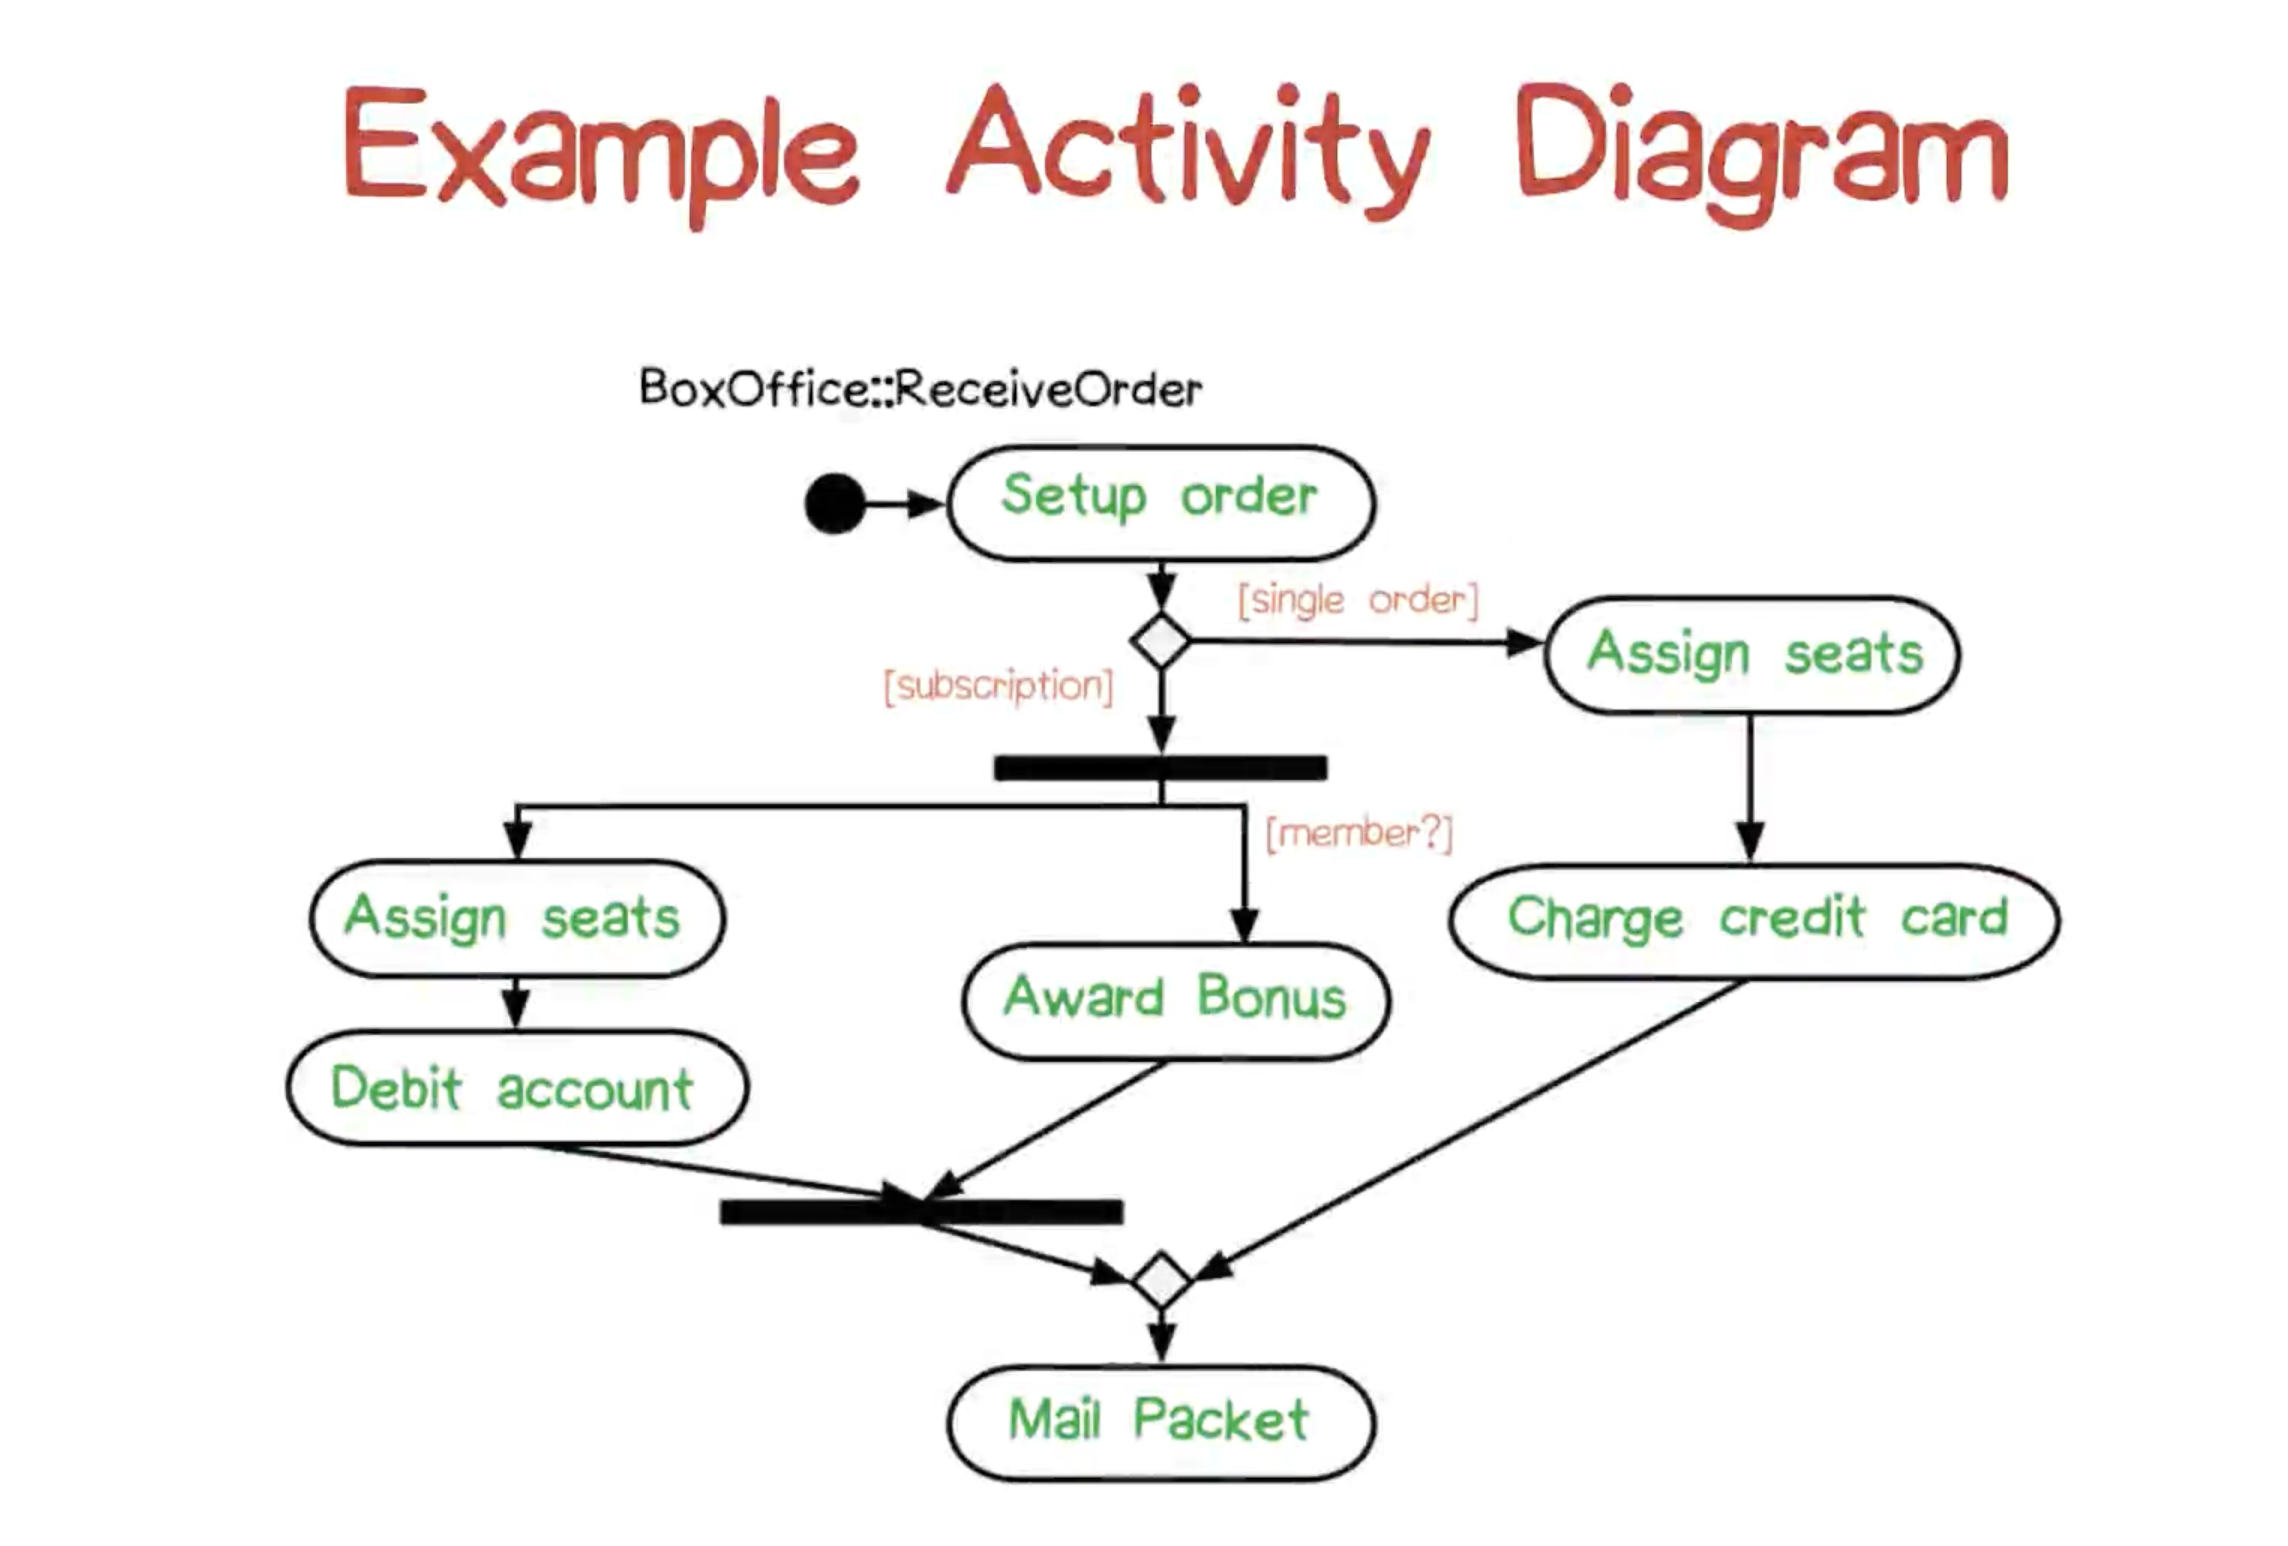 Example Activity Diagram
BoxOffice::ReceiveOrder
Setup order
[single order]
Assign seats
[subscription]
[member?]
Assign seats
Charge credit card
Award Bonus
Debit account
Mail Packet